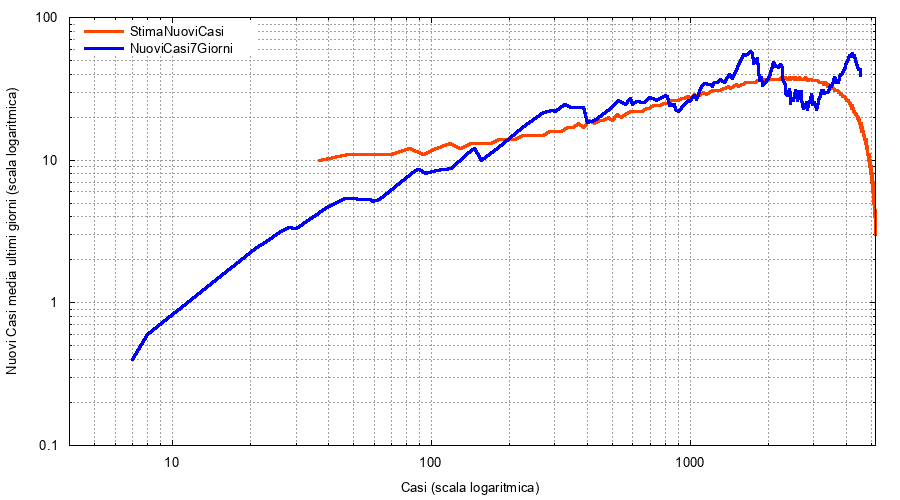 100
StimaNuoviCasi
NuoviCasi7Giorni
10
1
0.1
Nuovi Casi media ultimi giorni (scala logaritmica)
10 100 1000
Casi (scala logaritmica)